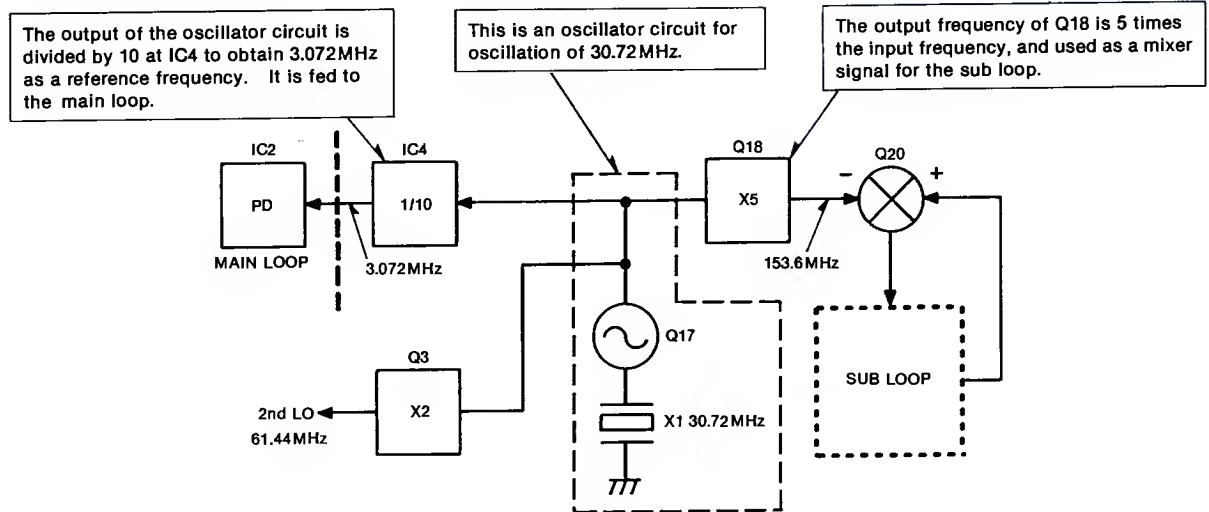 The output of the oscillator circuit is
divided by 10 at IC4 to obtain 3.072MHz
as a reference frequency. It is fed to
the main loop.
This is an oscillator circuit for
oscillation of 30.72MHz.
The output frequency of Q18 is 5 times
the input frequency, and used as a mixer
signal for the sub loop.
IC2
PD
MAIN LOOP
IC4
1/10
3.072MHz
Q18
X5
153.6MHz
Q20
-
+
SUB LOOP
Q17
X1 30.72MHz
Q3
X2
2nd LO
61.44MHz